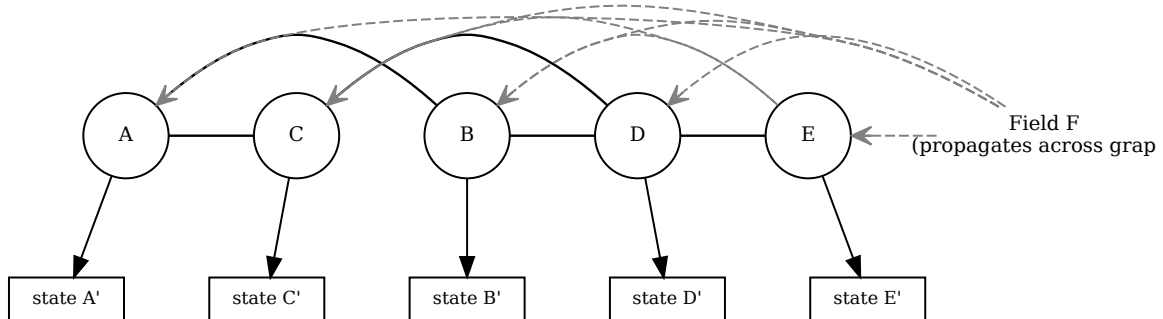 A
C
B
D
E
Field F
(propagates across grap
state A'
state C'
state B'
state D'
state E'